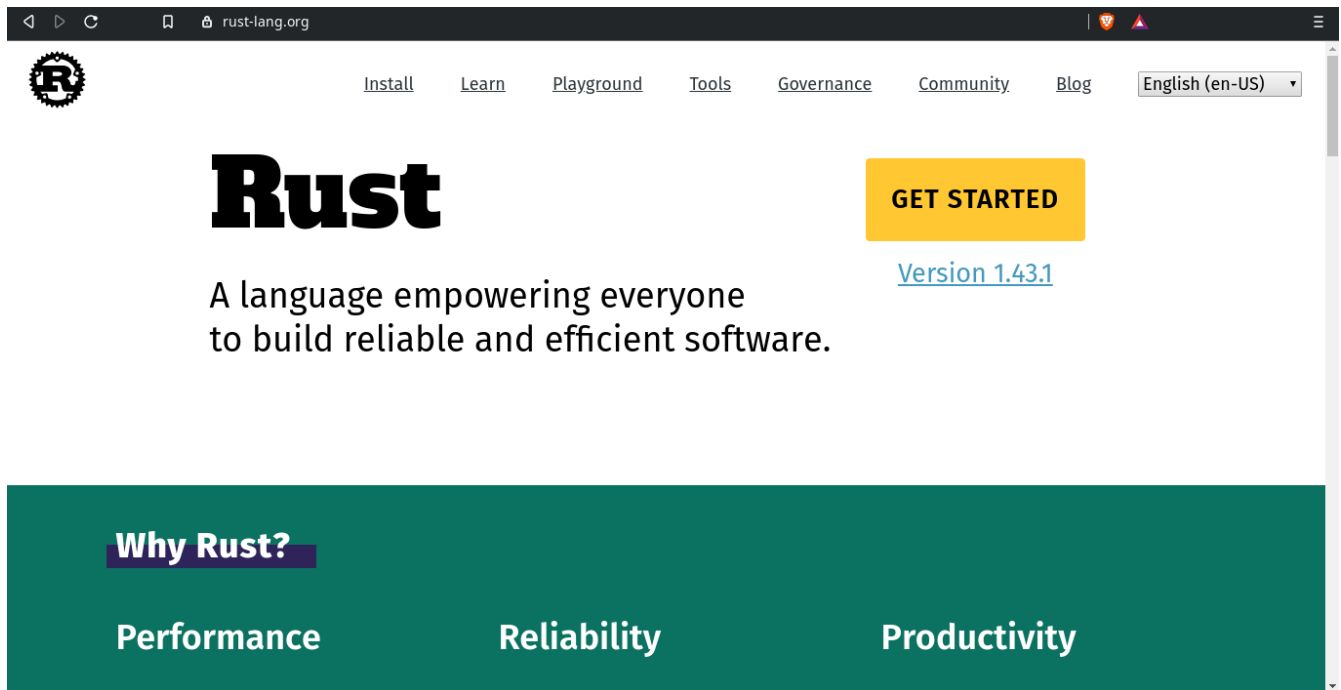 rust-lang.org
R
Install Learn Playground Tools Governance Community Blog English (en-US)
Rust
GET STARTED
Version 1.43.1
A language empowering everyone
to build reliable and efficient software.
Why Rust?
Performance Reliability Productivity